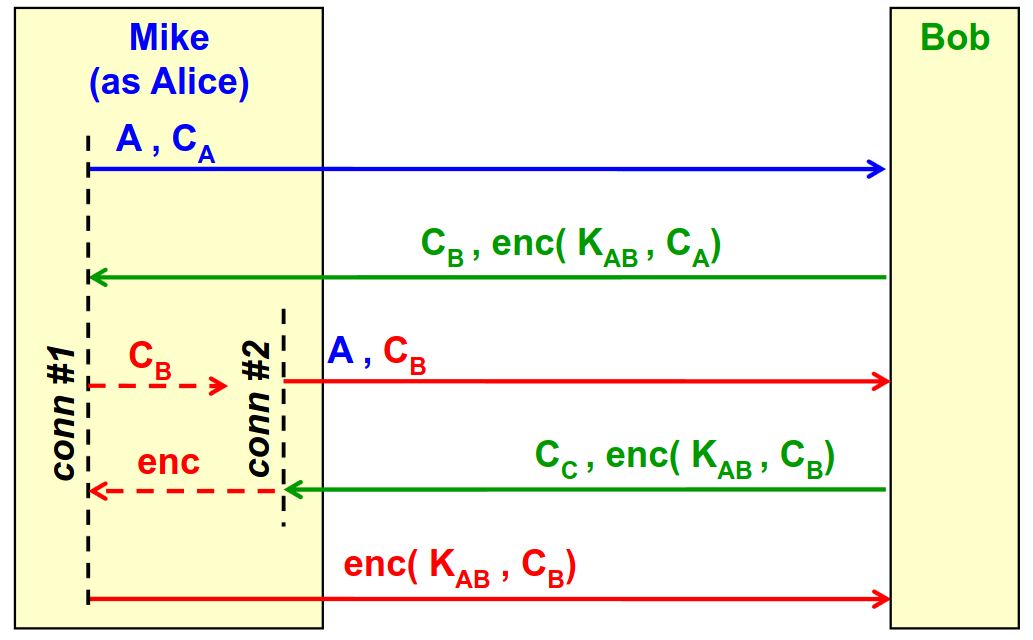 Mike
(as Alice)
Bob
A , CA
CB , enc( KAB , CA)
conn #1
CB
conn #2
A , CB
enc
CC , enc( KAB , CB)
enc( KAB , CB)